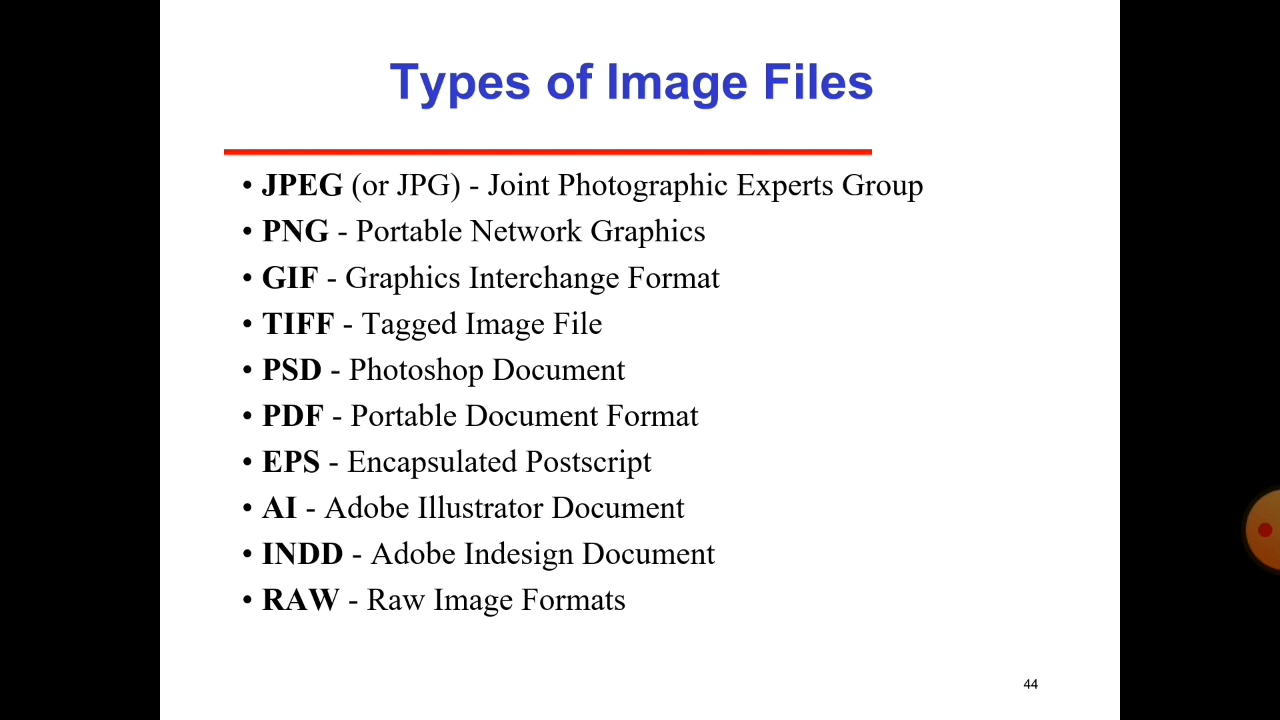 Types of Image Files
• JPEG (or JPG) - Joint Photographic Experts Group
• PNG - Portable Network Graphics
• GIF - Graphics Interchange Format
• TIFF - Tagged Image File
• PSD - Photoshop Document
• PDF - Portable Document Format
• EPS - Encapsulated Postscript
• AI - Adobe Illustrator Document
• INDD - Adobe Indesign Document
• RAW - Raw Image Formats
44